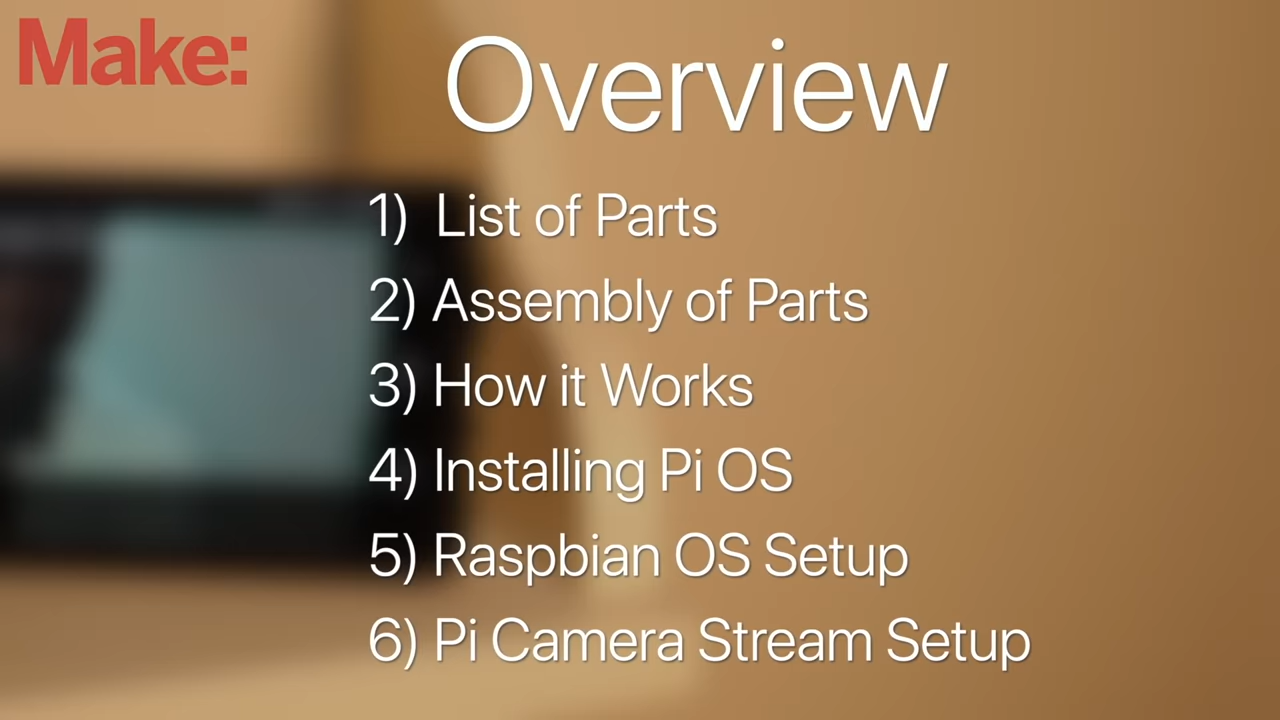 Make:
Overview
1) List of Parts
2) Assembly of Parts
3) How it Works
4) Installing Pi OS
5) Raspbian OS Setup
6) Pi Camera Stream Setup